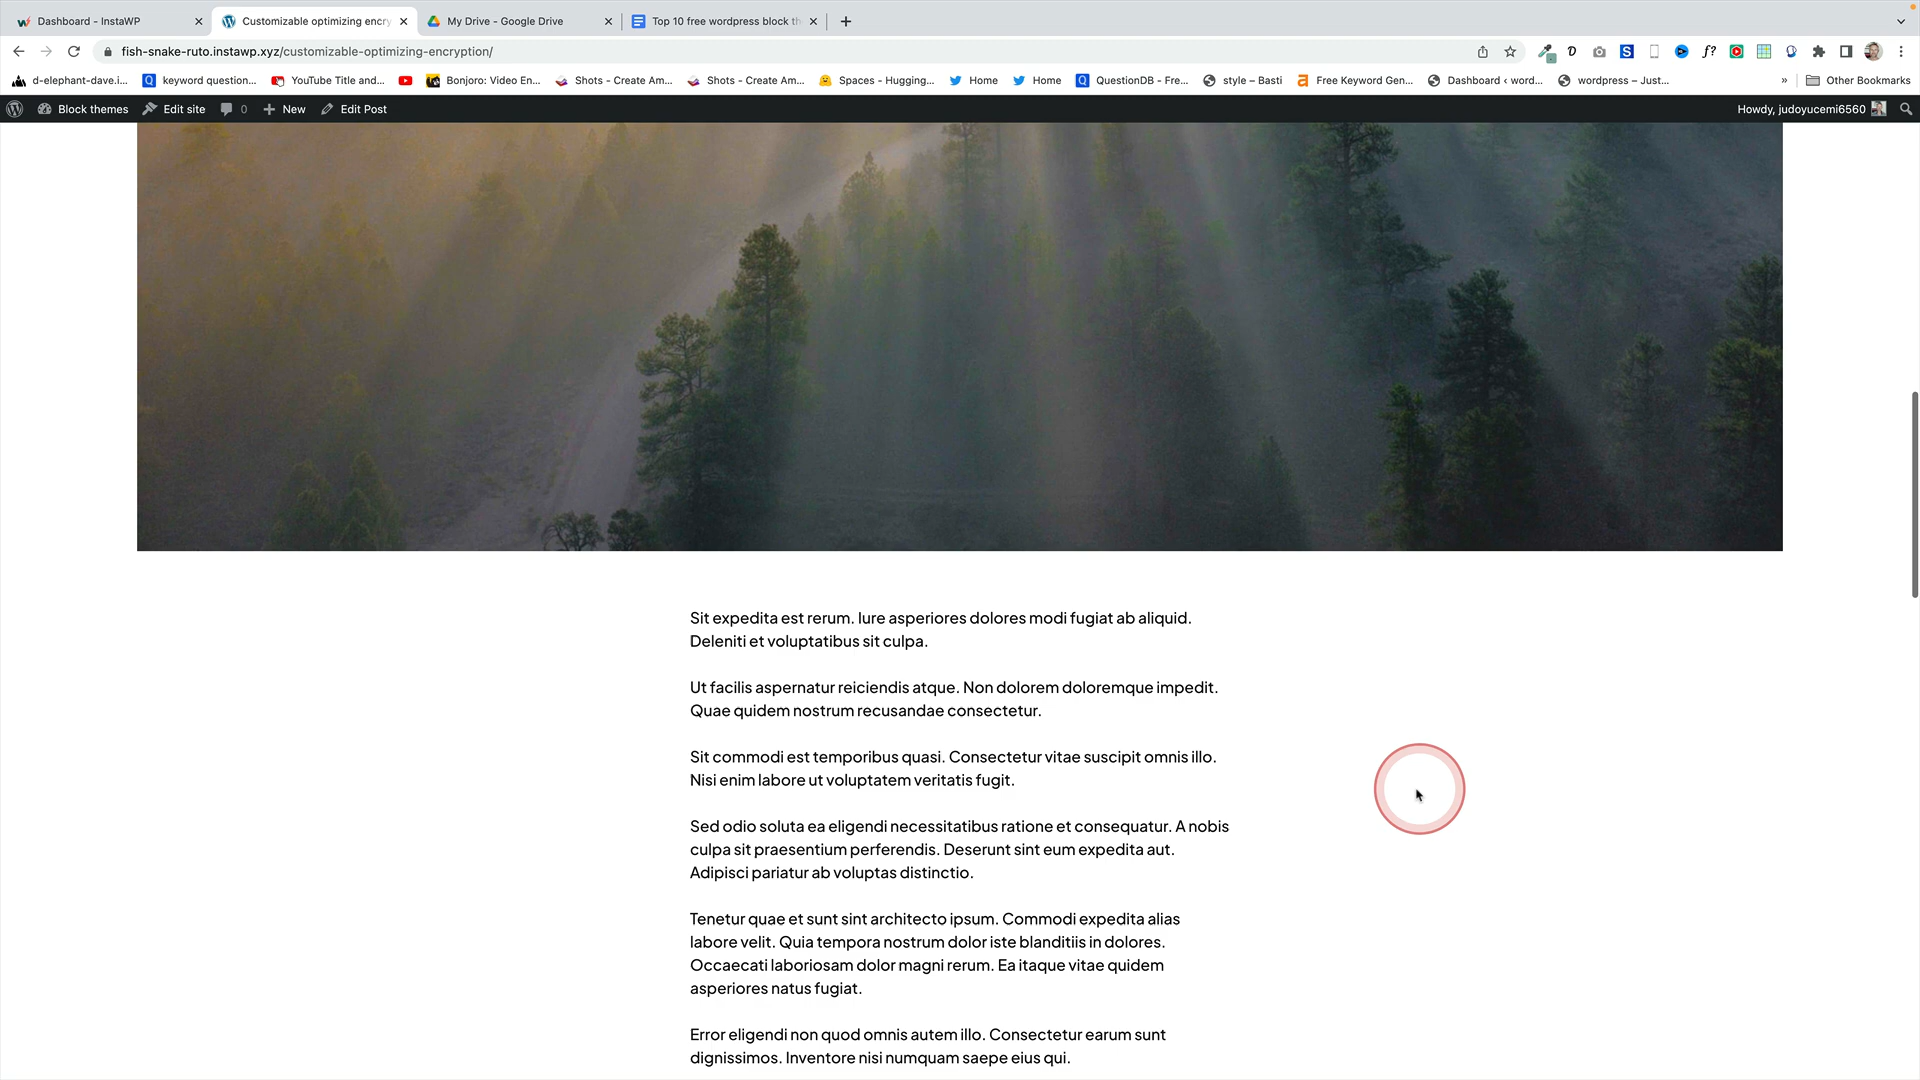 Dashboard - InstaWP
Customizable optimizing encry
My Drive - Google Drive
Top 10 free wordpress block th
fish-snake-ruto.instawp.xyz/customizable-optimizing-encryption/
d-elephant-dave.i...
keyword question...
YouTube Title and...
Bonjoro: Video En...
Shots - Create Am...
Shots - Create Am...
Spaces - Hugging...
Home
Home
QuestionDB - Fre...
style – Basti
Free Keyword Gen...
Dashboard ‹ word...
wordpress – Just...
»
Other Bookmarks
Block themes
Edit site
0
New
Edit Post
Howdy, judoyucemi6560
Sit expedita est rerum. Iure asperiores dolores modi fugiat ab aliquid.
Deleniti et voluptatibus sit culpa.
Ut facilis aspernatur reiciendis atque. Non dolorem doloremque impedit.
Quae quidem nostrum recusandae consectetur.
Sit commodi est temporibus quasi. Consectetur vitae suscipit omnis illo.
Nisi enim labore ut voluptatem veritatis fugit.
Sed odio soluta ea eligendi necessitatibus ratione et consequatur. A nobis
culpa sit praesentium perferendis. Deserunt sint eum expedita aut.
Adipisci pariatur ab voluptas distinctio.
Tenetur quae et sunt sint architecto ipsum. Commodi expedita alias
labore velit. Quia tempora nostrum dolor iste blanditiis in dolores.
Occaecati laboriosam dolor magni rerum. Ea itaque vitae quidem
asperiores natus fugiat.
Error eligendi non quod omnis autem illo. Consectetur earum sunt
dignissimos. Inventore nisi numquam saepe eius qui.